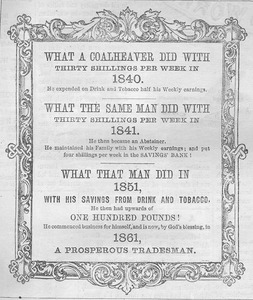 WHAT A COALHEAVER DID WITH
THIRTY SHILLINGS PER WEEK IN
1840.
He expended on Drink and Tobacco half his Weekly earnings.
WHAT THE SAME MAN DID WITH
THIRTY SHILLINGS PER WEEK IN
1841.
He then became an Abstainer.
He maintained his Family with his Weekly earnings; and put
four shillings per week in the SAVINGS' BANK!
WHAT THAT MAN DID IN
1851,
WITH HIS SAVINGS FROM DRINK AND TOBACCO.
He then had upwards of
ONE HUNDRED POUNDS!
He commenced business for himself, and is now, by God's blessing, in
1861,
A PROSPEROUS TRADESMAN.